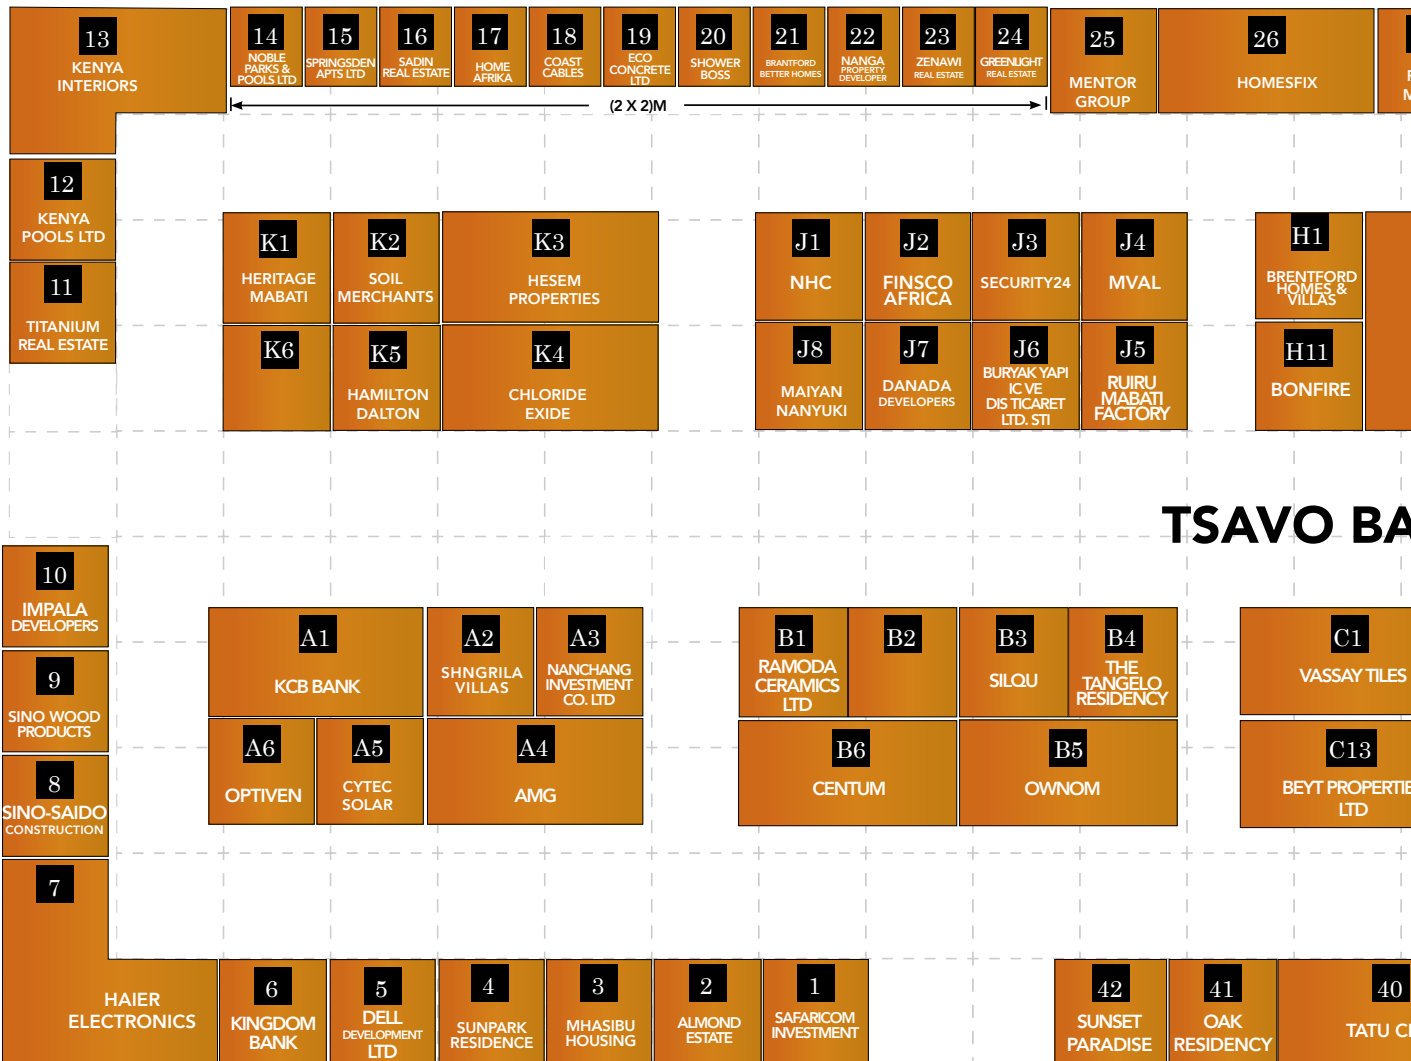 13
KENYA
INTERIORS
14
NOBLE
PARKS &
POOLS LTD
15
SPRINGSDEN
APTS LTD
16
SADIN
REAL ESTATE
17
HOME
AFRIKA
18
COAST
CABLES
19
ECO
CONCRETE
LTD
20
SHOWER
BOSS
21
BRANTFORD
BETTER HOMES
22
NANGA
PROPERTY
DEVELOPER
23
ZENAWI
REAL ESTATE
24
GREENLIGHT
REAL ESTATE
25
MENTOR
GROUP
26
HOMESFIX
(2 X 2)M
12
KENYA
POOLS LTD
11
TITANIUM
REAL ESTATE
K1
HERITAGE
MABATI
K2
SOIL
MERCHANTS
K3
HESEM
PROPERTIES
K6
K5
HAMILTON
DALTON
K4
CHLORIDE
EXIDE
J1
NHC
J2
FINSCO
AFRICA
J3
SECURITY24
J4
MVAL
J8
MAIYAN
NANYUKI
J7
DANADA
DEVELOPERS
J6
BURYAK YAPI
IC VE
DIS TICARET
LTD. STI
J5
RUIRU
MABATI
FACTORY
H1
BRENTFORD
HOMES &
VILLAS
H11
BONFIRE
TSAVO BA
10
IMPALA
DEVELOPERS
9
SINO WOOD
PRODUCTS
8
SINO-SAIDO
CONSTRUCTION
7
HAIER
ELECTRONICS
A1
KCB BANK
A2
SHNGRILA
VILLAS
A3
NANCHANG
INVESTMENT
CO. LTD
A6
OPTIVEN
A5
CYTEC
SOLAR
A4
AMG
B1
RAMODA
CERAMICS
LTD
B2
B3
SILQU
B4
THE
TANGELO
RESIDENCY
B6
CENTUM
B5
OWNOM
C1
VASSAY TILES
C13
BEYT PROPERTIE
LTD
6
KINGDOM
BANK
5
DELL
DEVELOPMENT
LTD
4
SUNPARK
RESIDENCE
3
MHASIBU
HOUSING
2
ALMOND
ESTATE
1
SAFARICOM
INVESTMENT
42
SUNSET
PARADISE
41
OAK
RESIDENCY
40
TATU CI